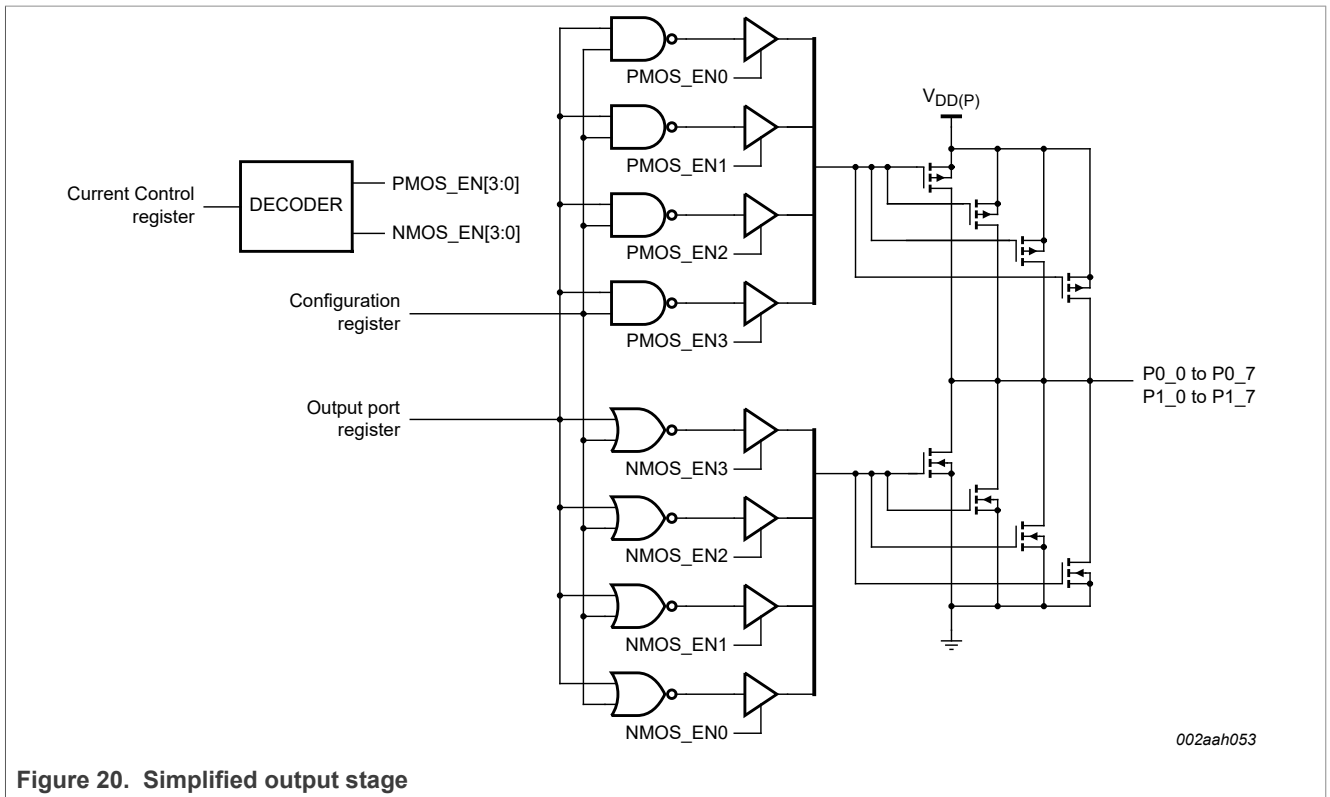 PMOS_EN0
VDD(P)
PMOS_EN1
Current Control
register
DECODER
PMOS_EN[3:0]
NMOS_EN[3:0]
PMOS_EN2
Configuration
register
PMOS_EN3
P0_0 to P0_7
P1_0 to P1_7
Output port
register
NMOS_EN3
NMOS_EN2
NMOS_EN1
NMOS_EN0
002aah053
Figure 20. Simplified output stage